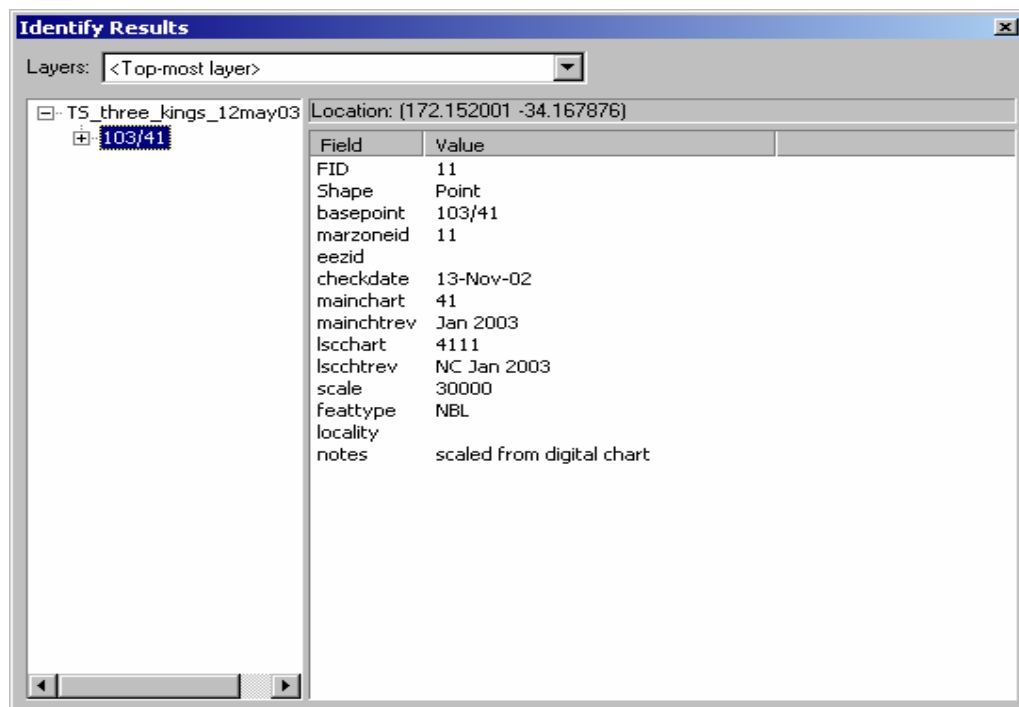 Identify Results
Layers: <Top-most layer>
TS_three_kings_12may03
103/41
Location: (172.152001 -34.167876)
Field Value
FID 11
Shape Point
basepoint 103/41
marzoneid 11
eezid
checkdate 13-Nov-02
mainchart 41
mainchtrev Jan 2003
lscchart 4111
lscchtrev NC Jan 2003
scale 30000
feattype NBL
locality
notes scaled from digital chart